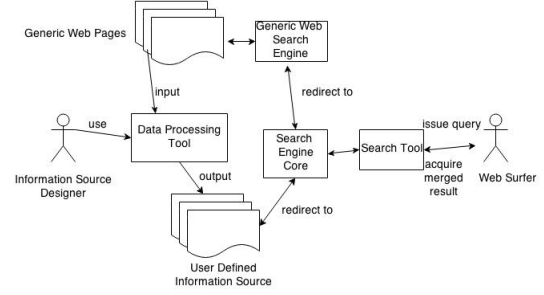 Generic Web Pages
Generic Web
Search
Engine
input
redirect to
use
Data Processing
Tool
Search
Engine
Core
Search Tool
issue query
acquire
merged
result
Information Source
Designer
Web Surfer
output
redirect to
User Defined
Information Source